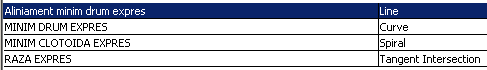 Aliniament minim drum expres Line
MINIM DRUM EXPRES Curve
MINIM CLOTOIDA EXPRES Spiral
RAZA EXPRES Tangent Intersection